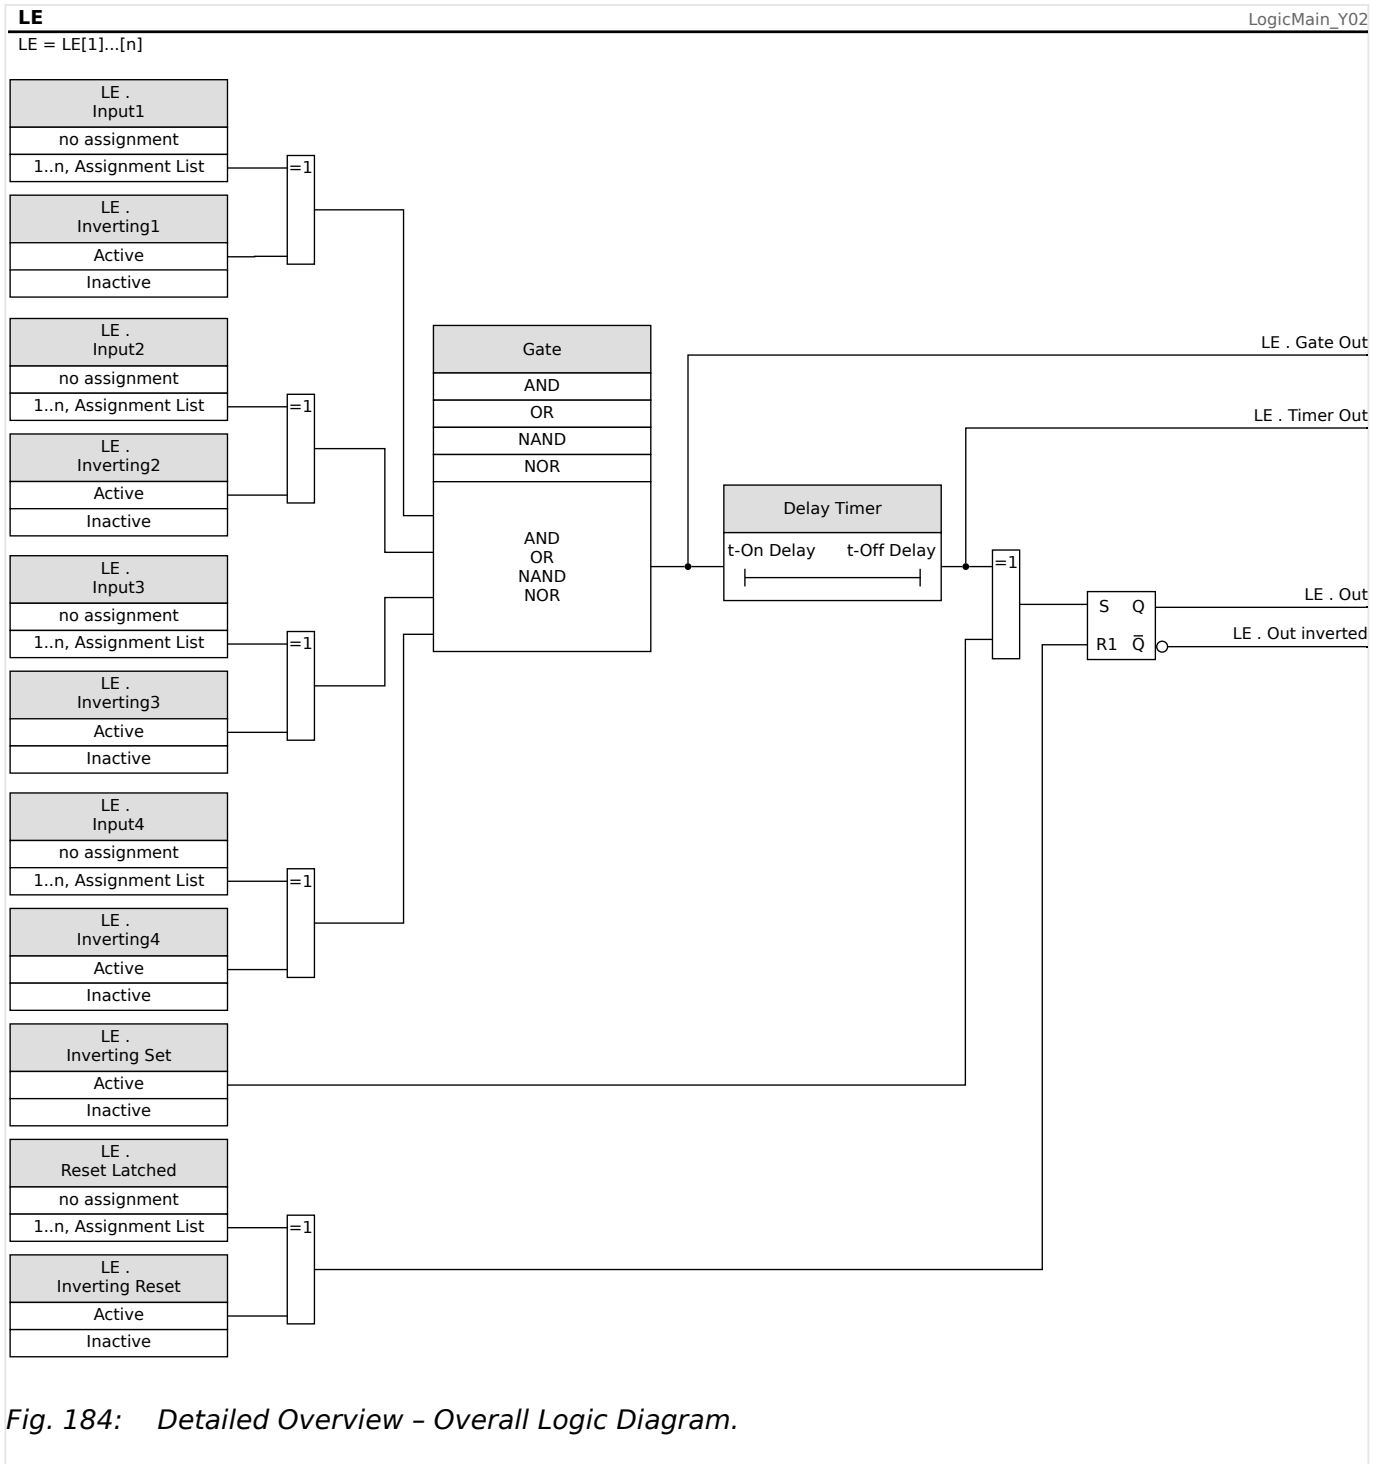 LE
LogicMain_Y02
LE = LE[1]...[n]
LE .
Input1
no assignment
1..n, Assignment List
=1
LE .
Inverting1
Active
Inactive
LE .
Input2
no assignment
1..n, Assignment List
=1
LE .
Inverting2
Active
Inactive
LE .
Input3
no assignment
1..n, Assignment List
=1
LE .
Inverting3
Active
Inactive
LE .
Input4
no assignment
1..n, Assignment List
=1
LE .
Inverting4
Active
Inactive
LE .
Inverting Set
Active
Inactive
LE .
Reset Latched
no assignment
1..n, Assignment List
=1
LE .
Inverting Reset
Active
Inactive
Gate
AND
OR
NAND
NOR
AND
OR
NAND
NOR
Delay Timer
t-On Delay t-Off Delay
=1
S Q
R1 Q̅
LE . Gate Out
LE . Timer Out
LE . Out
LE . Out inverted
Fig. 184: Detailed Overview – Overall Logic Diagram.